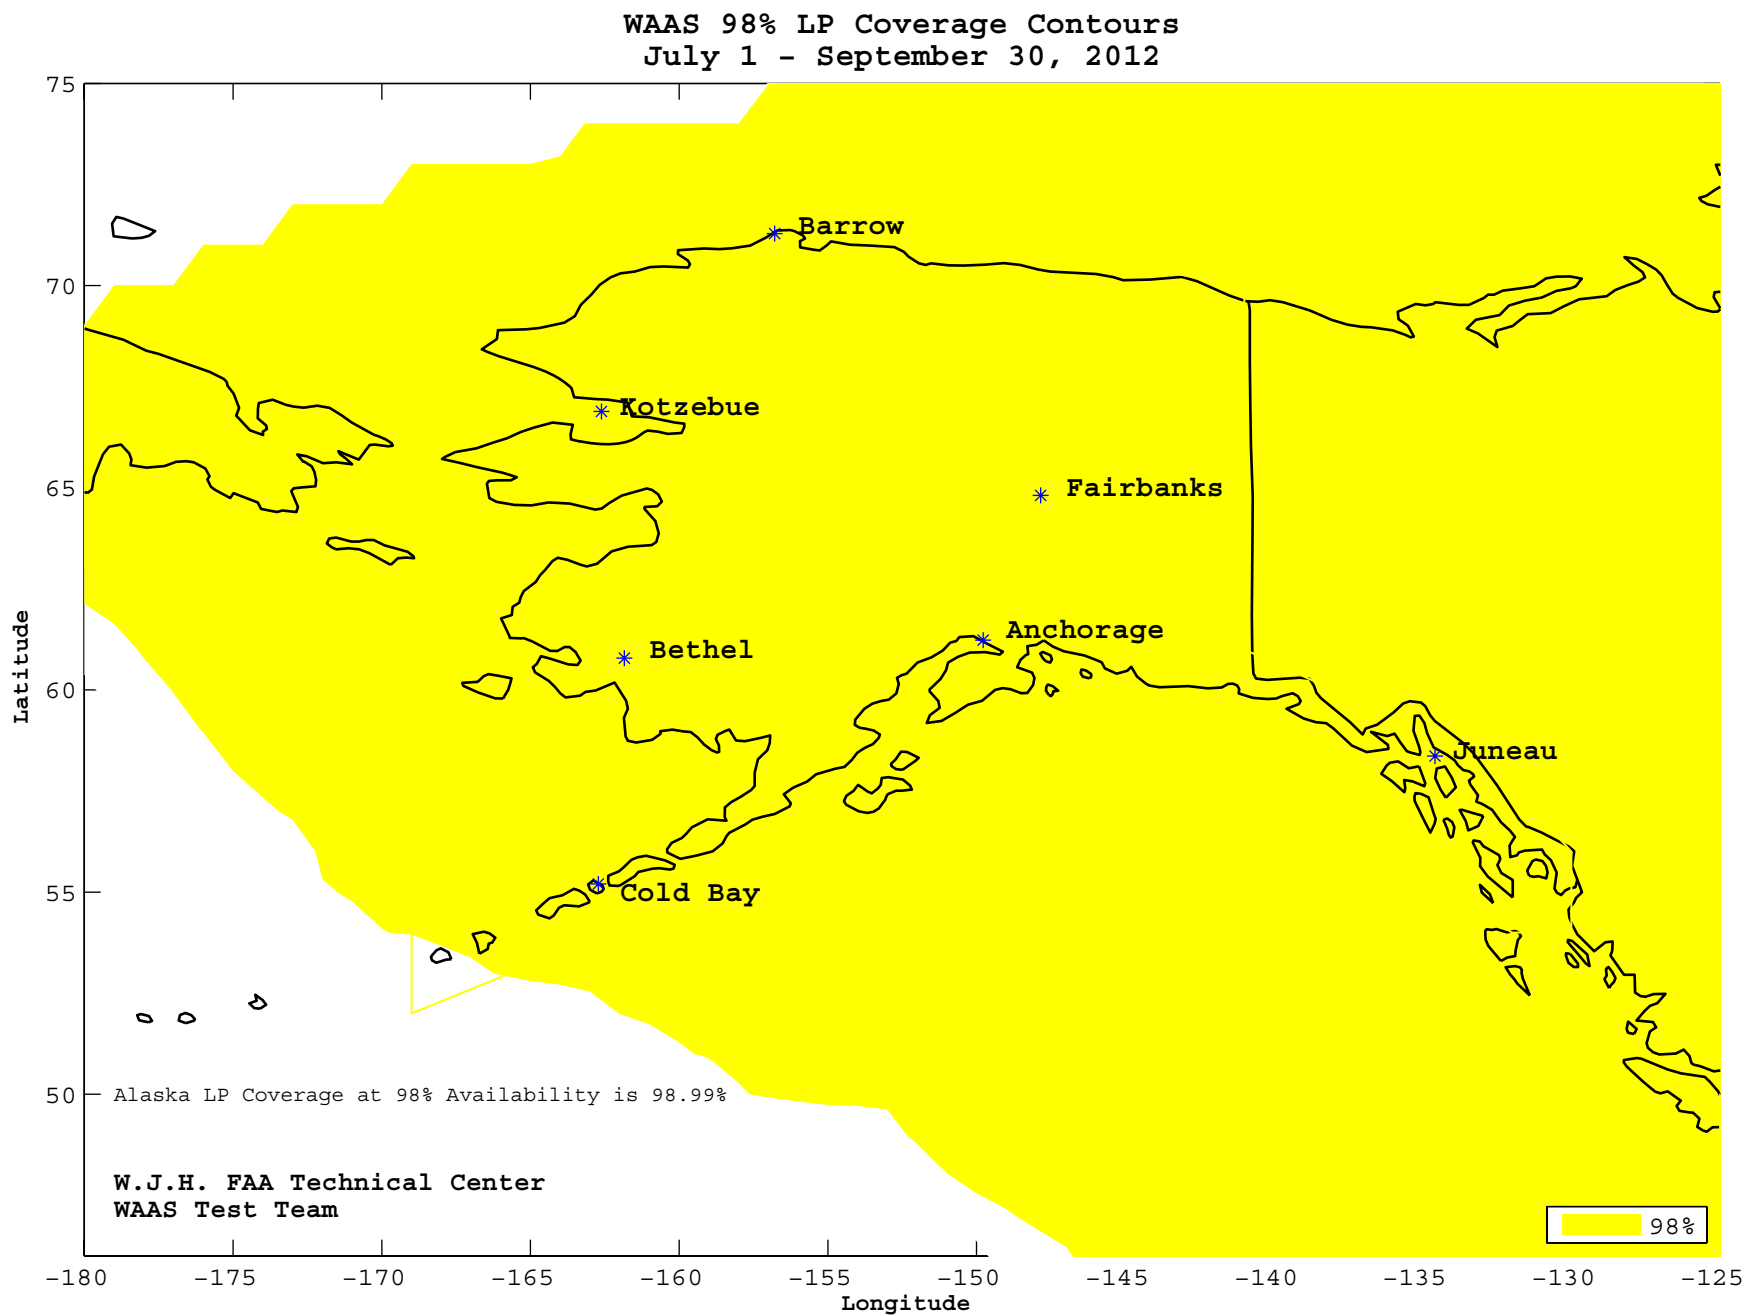 WAAS 98% LP Coverage Contours
July 1 - September 30, 2012
75
70
65
60
55
50
Latitude
Barrow
Kotzebue
Fairbanks
Anchorage
Bethel
Juneau
Cold Bay
Alaska LP Coverage at 98% Availability is 98.99%
W.J.H. FAA Technical Center
WAAS Test Team
98%
-180 -175 -170 -165 -160 -155 -150 -145 -140 -135 -130 -125
Longitude